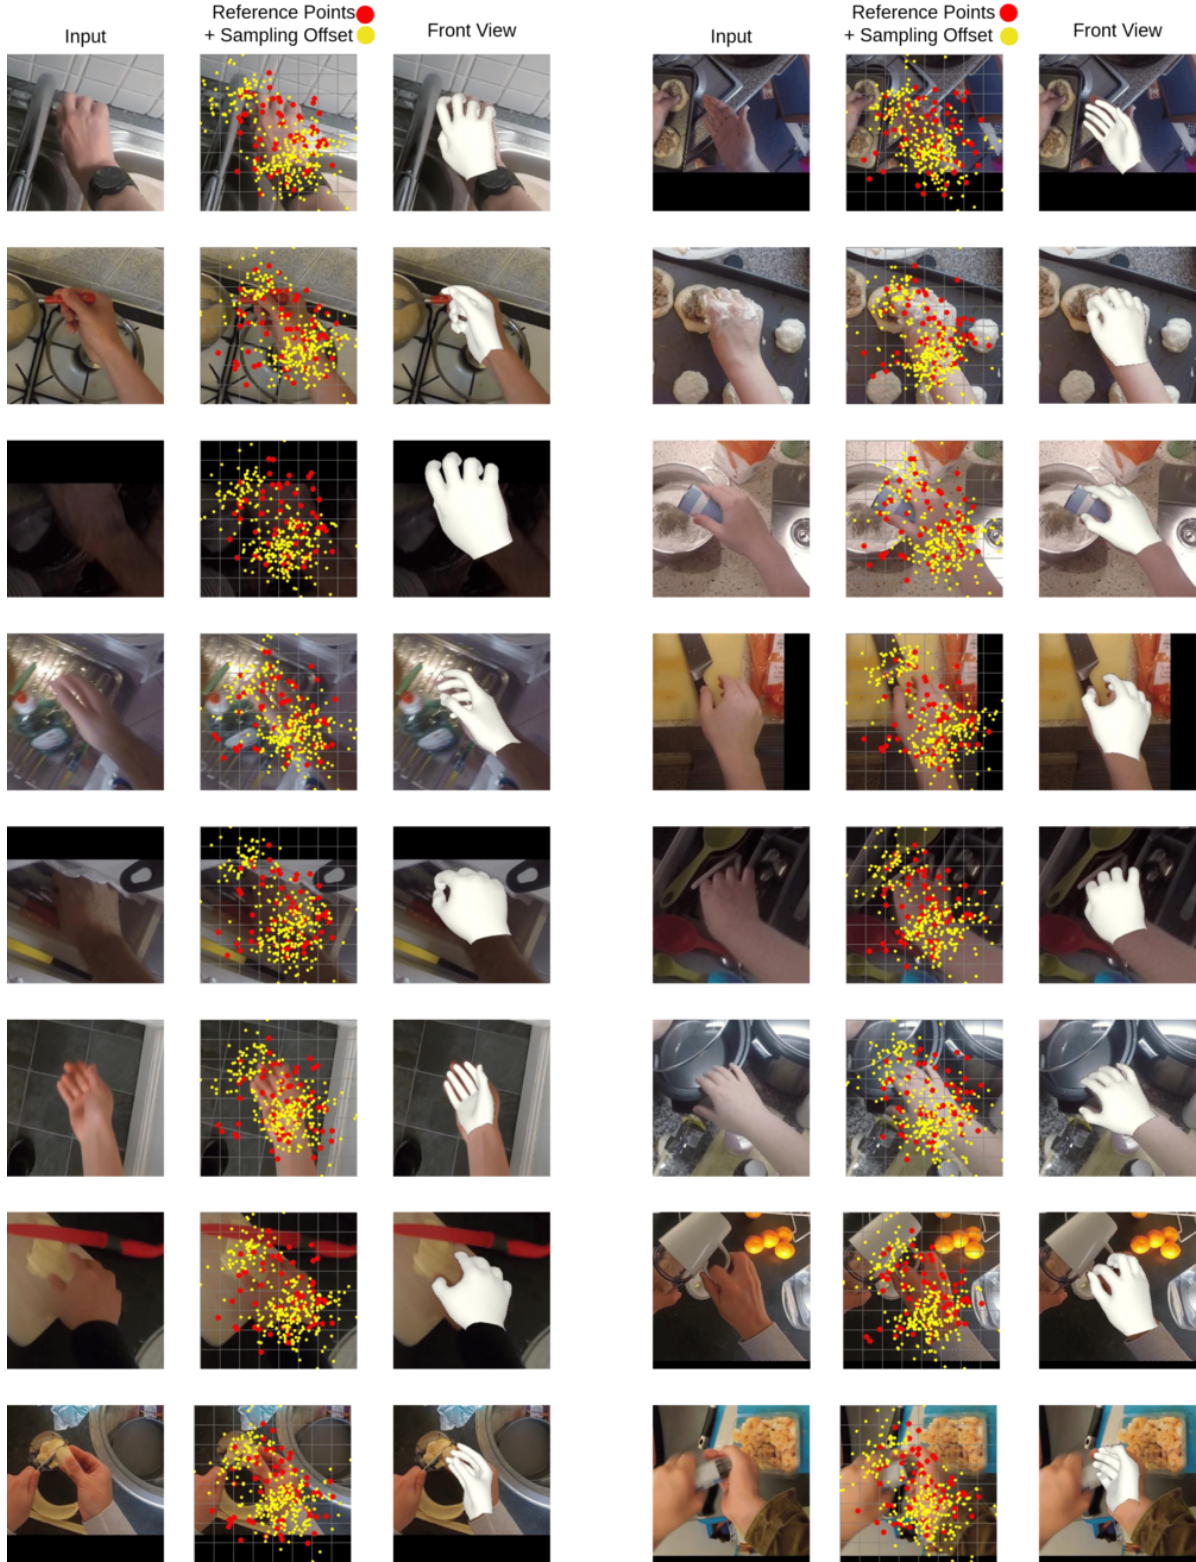 Input
Reference Points
+ Sampling Offset
Front View
Input
Reference Points
+ Sampling Offset
Front View